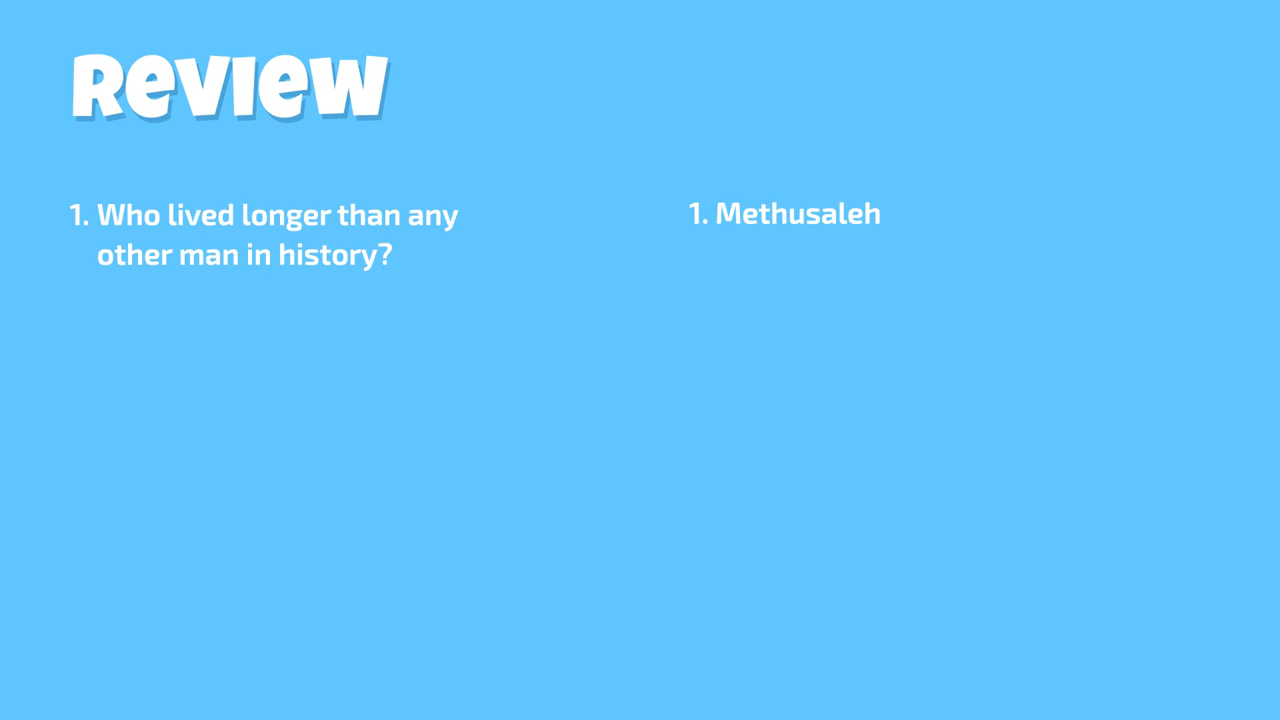 Review
1. Who lived longer than any
other man in history?
1. Methusaleh